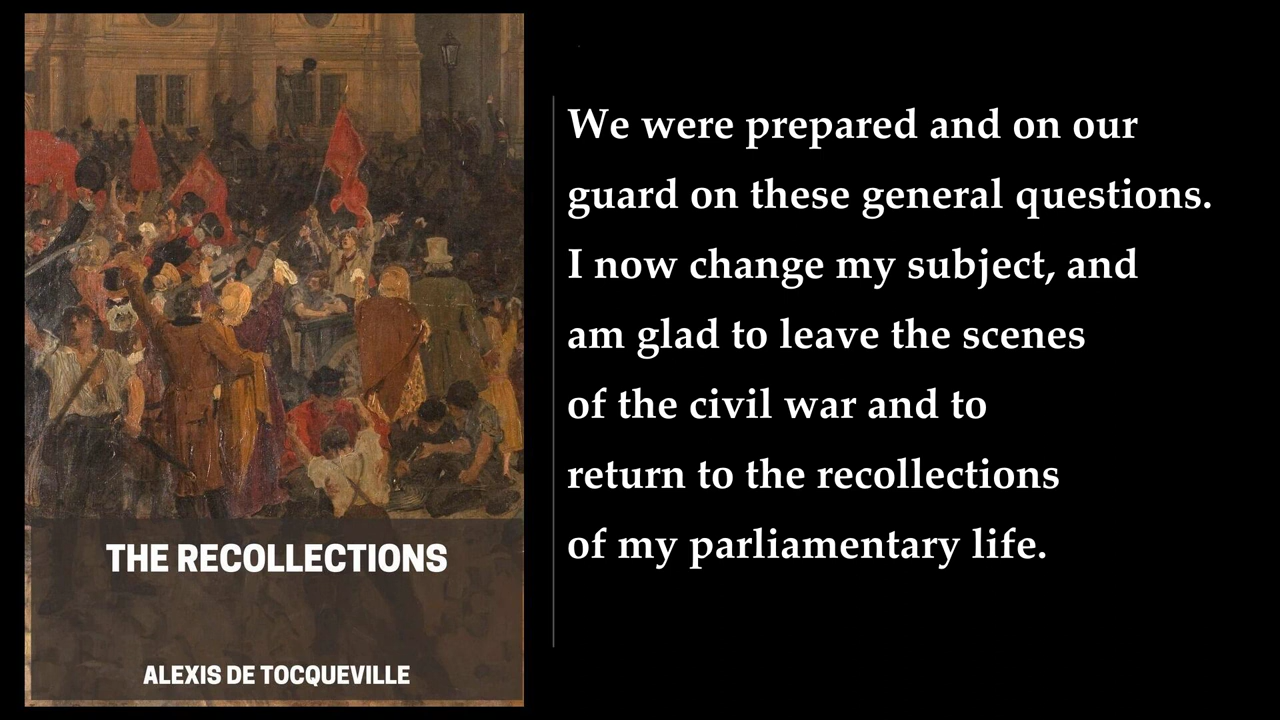 THE RECOLLECTIONS
ALEXIS DE TOCQUEVILLE
We were prepared and on our
guard on these general questions.
I now change my subject, and
am glad to leave the scenes
of the civil war and to
return to the recollections
of my parliamentary life.